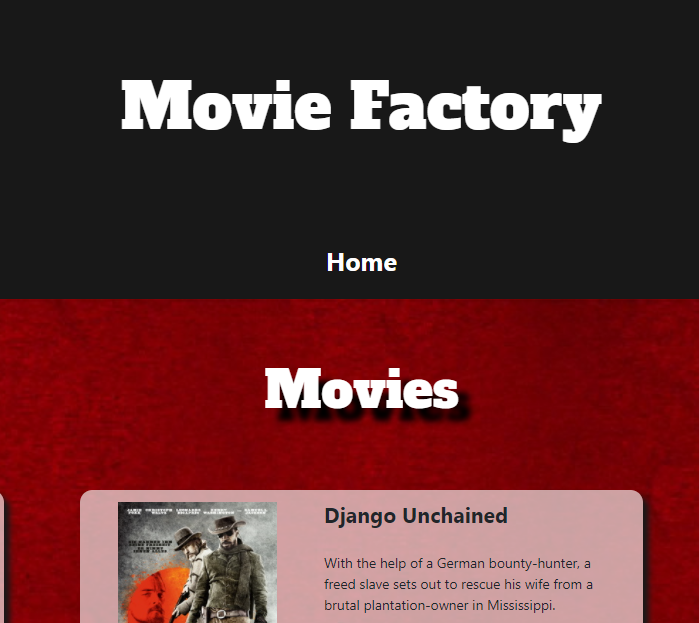 Movie Factory
Home
Movies
Django Unchained
With the help of a German bounty-hunter, a
freed slave sets out to rescue his wife from a
brutal plantation-owner in Mississippi.